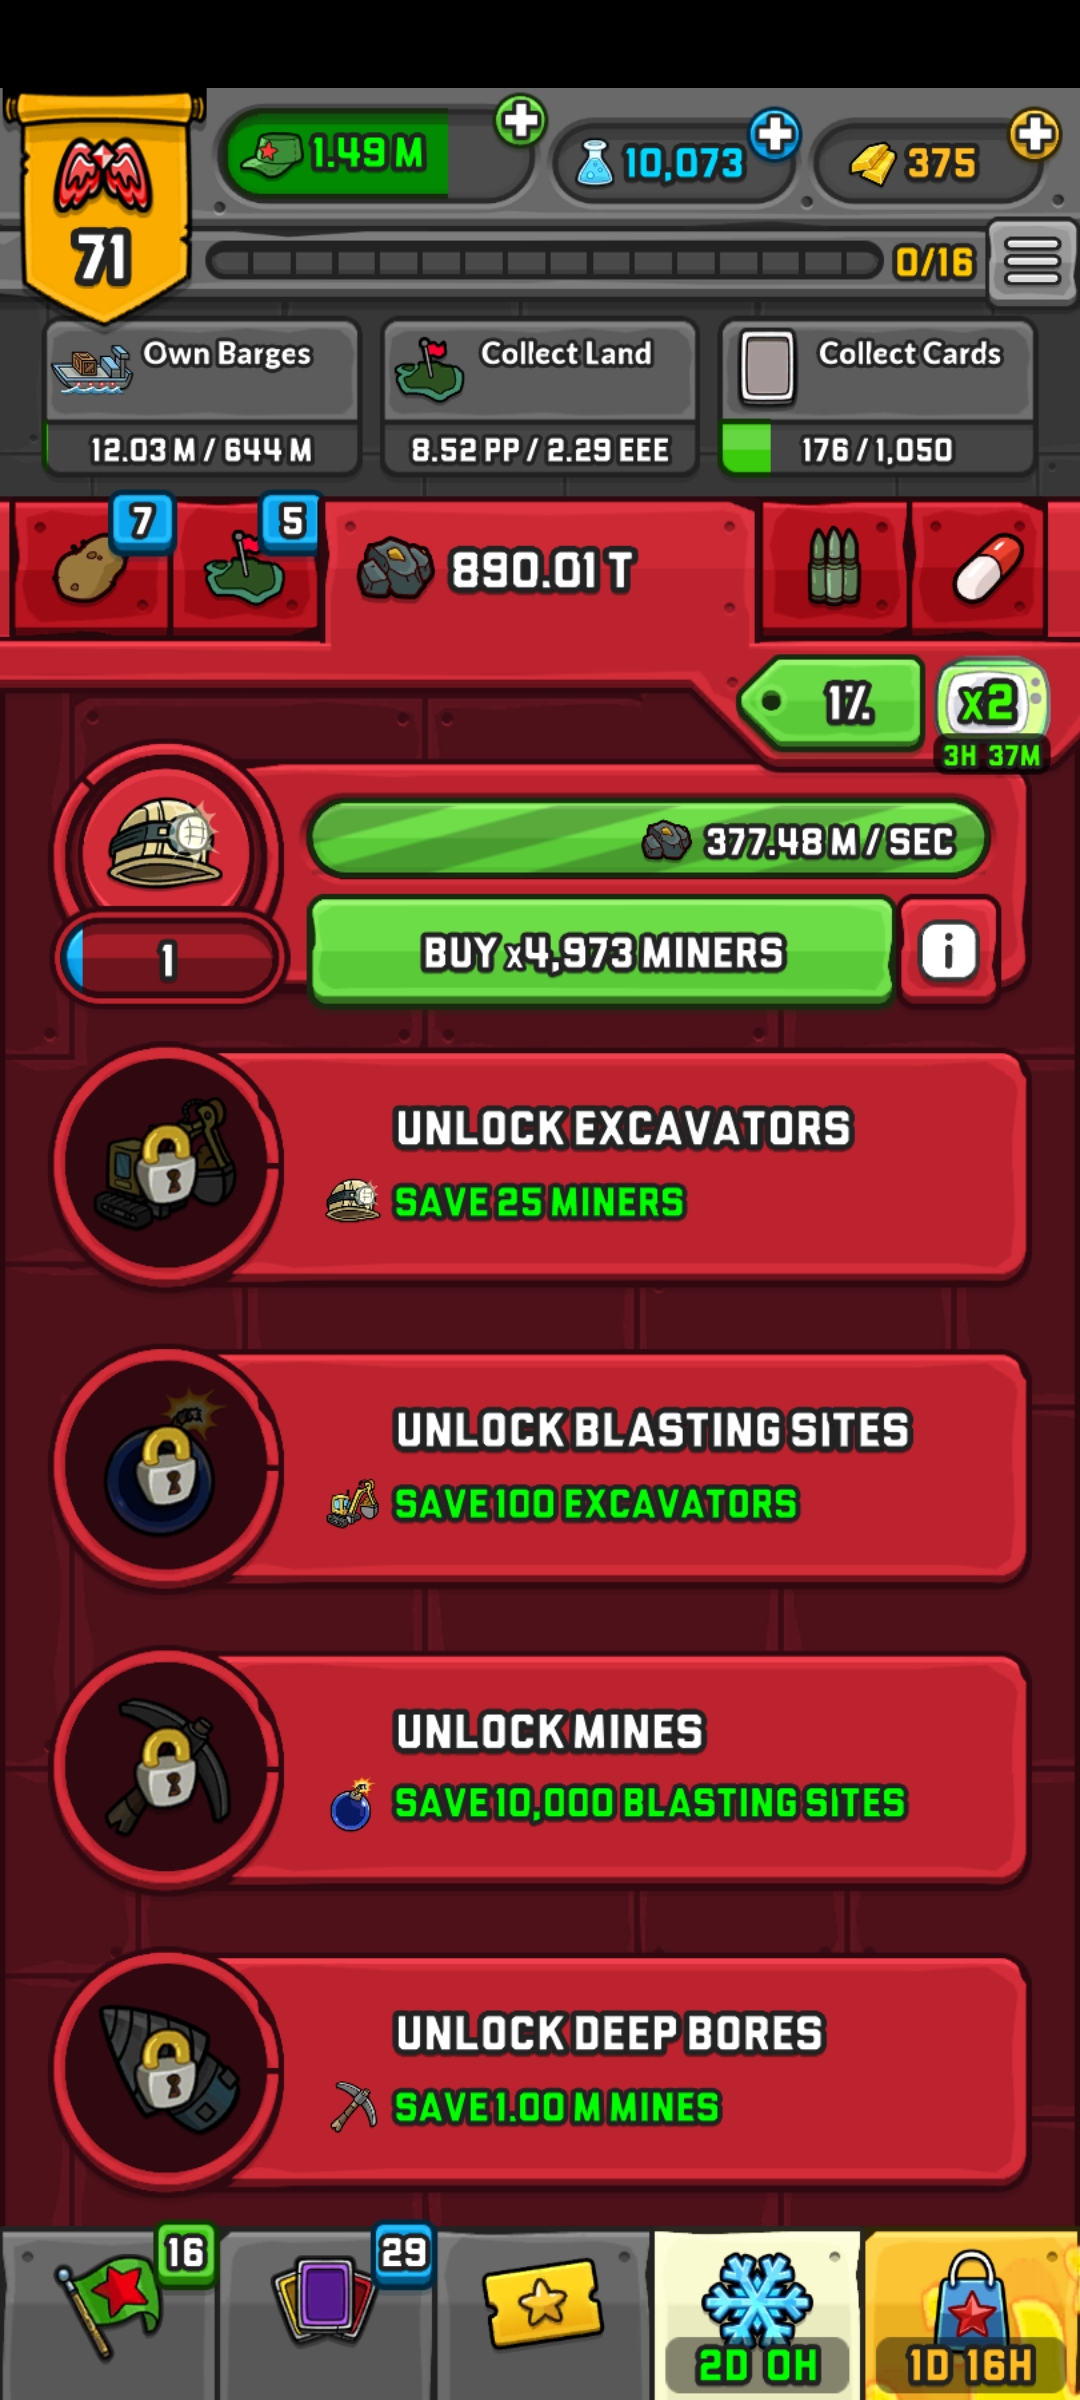 71
1.49 M
10,073
375
0/16
Own Barges
12.03 M / 644 M
Collect Land
8.52 PP / 2.29 EEE
Collect Cards
176 / 1,050
7
5
890.01 T
1%
x2
3H 37M
377.48 M / SEC
1
BUY x4,973 MINERS
i
UNLOCK EXCAVATORS
SAVE 25 MINERS
UNLOCK BLASTING SITES
SAVE 100 EXCAVATORS
UNLOCK MINES
SAVE 10,000 BLASTING SITES
UNLOCK DEEP BORES
SAVE 1.00 M MINES
16
29
2D 0H
1D 16H